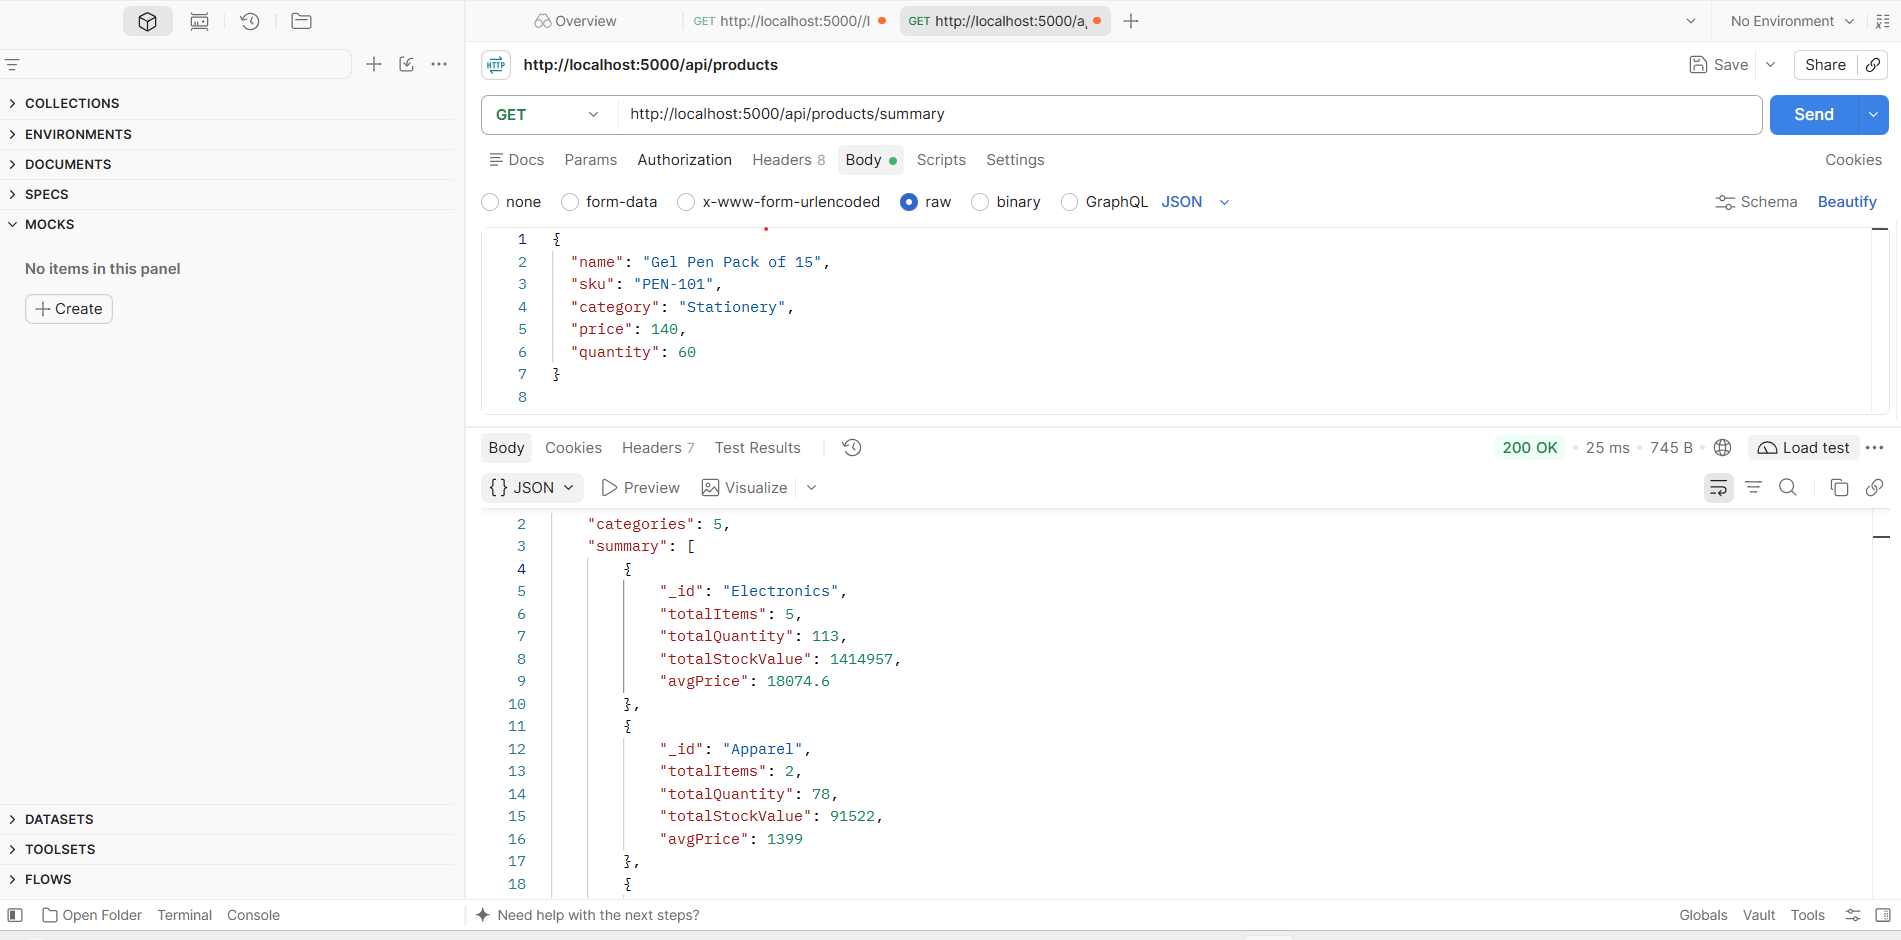 Overview
GET http://localhost:5000//l
GET http://localhost:5000/a
No Environment
HTTP http://localhost:5000/api/products
Save
Share
GET
http://localhost:5000/api/products/summary
Send
Docs Params Authorization Headers 8 Body Scripts Settings
Cookies
none form-data x-www-form-urlencoded raw binary GraphQL JSON
Schema Beautify
1 {
2 "name": "Gel Pen Pack of 15",
3 "sku": "PEN-101",
4 "category": "Stationery",
5 "price": 140,
6 "quantity": 60
7 }
8
COLLECTIONS
ENVIRONMENTS
DOCUMENTS
SPECS
MOCKS
No items in this panel
Create
DATASETS
TOOLSETS
FLOWS
Body Cookies Headers 7 Test Results
200 OK 25 ms 745 B Load test
{} JSON Preview Visualize
2 "categories": 5,
3 "summary": [
4 {
5 "_id": "Electronics",
6 "totalItems": 5,
7 "totalQuantity": 113,
8 "totalStockValue": 1414957,
9 "avgPrice": 18074.6
10 },
11 {
12 "_id": "Apparel",
13 "totalItems": 2,
14 "totalQuantity": 78,
15 "totalStockValue": 91522,
16 "avgPrice": 1399
17 },
18 {
Open Folder Terminal Console
Need help with the next steps?
Globals Vault Tools